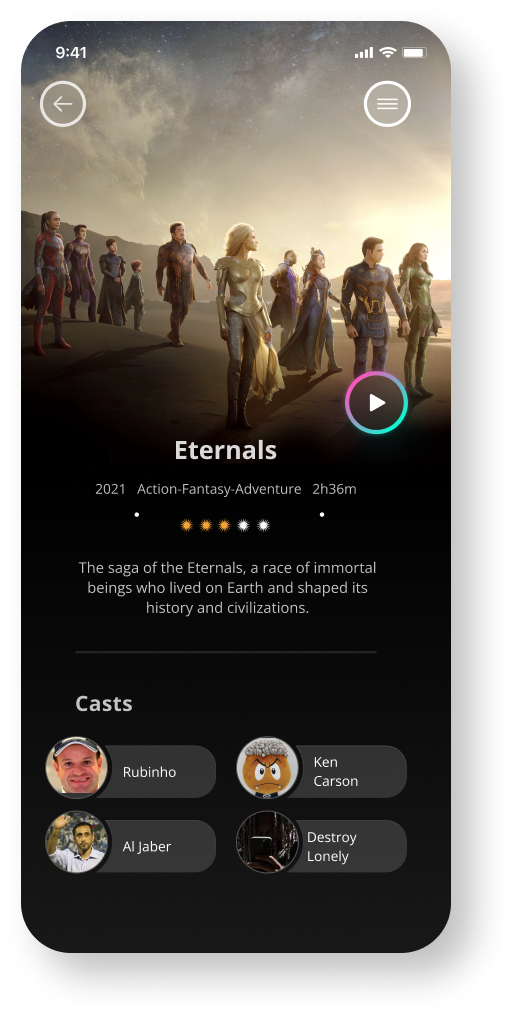 9:41
Eternals
2021 Action-Fantasy-Adventure 2h36m
The saga of the Eternals, a race of immortal
beings who lived on Earth and shaped its
history and civilizations.
Casts
Rubinho
Ken
Carson
Al Jaber
Destroy
Lonely